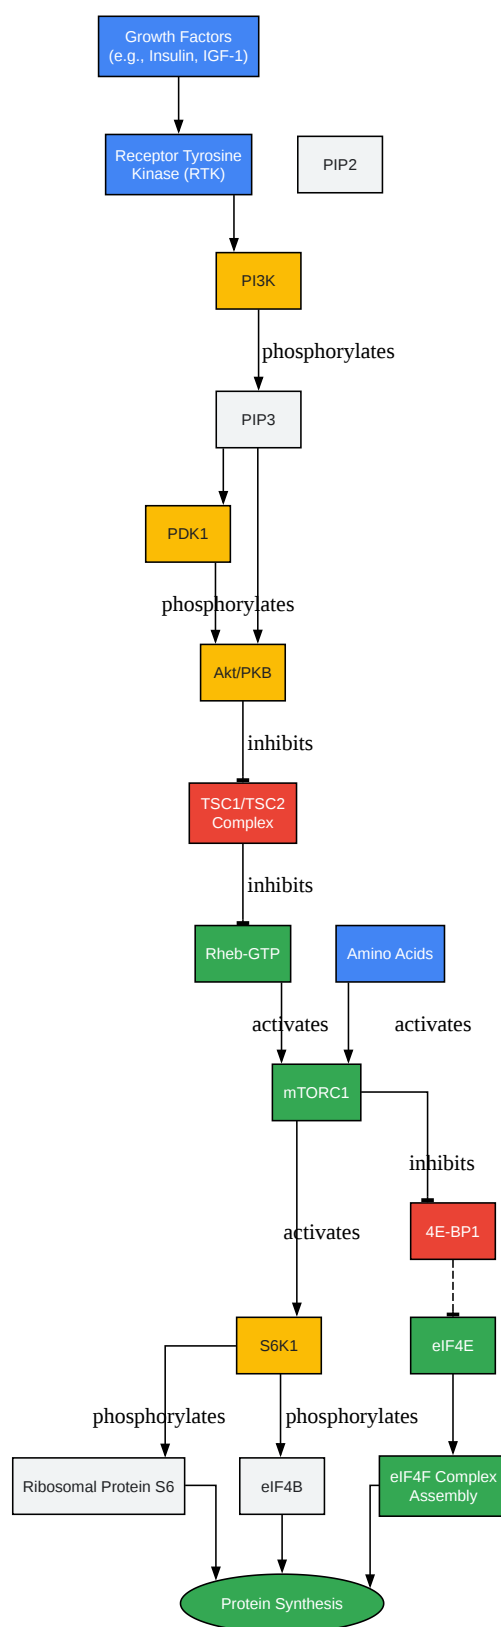 Growth Factors
(e.g., Insulin, IGF-1)
Receptor Tyrosine
Kinase (RTK)
PIP2
PI3K
phosphorylates
PIP3
PDK1
phosphorylates
Akt/PKB
inhibits
TSC1/TSC2
Complex
inhibits
Rheb-GTP
Amino Acids
activates
activates
mTORC1
inhibits
4E-BP1
activates
S6K1
eIF4E
phosphorylates
phosphorylates
Ribosomal Protein S6
eIF4B
eIF4F Complex
Assembly
Protein Synthesis